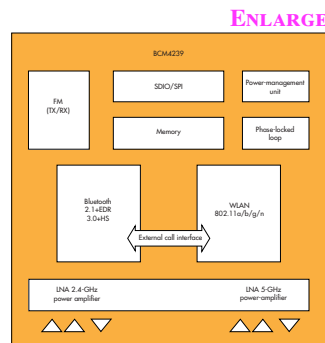 ENLARGE
BCM4239
FM
(TX/RX)
SDIO/SPI
Power-management
unit
Memory
Phase-locked
loop
Bluetooth
2.1+EDR
3.0+HS
WLAN
802.11a/b/g/n
External call interface
LNA 2.4-GHz
power amplifier
LNA 5-GHz
power-amplifier